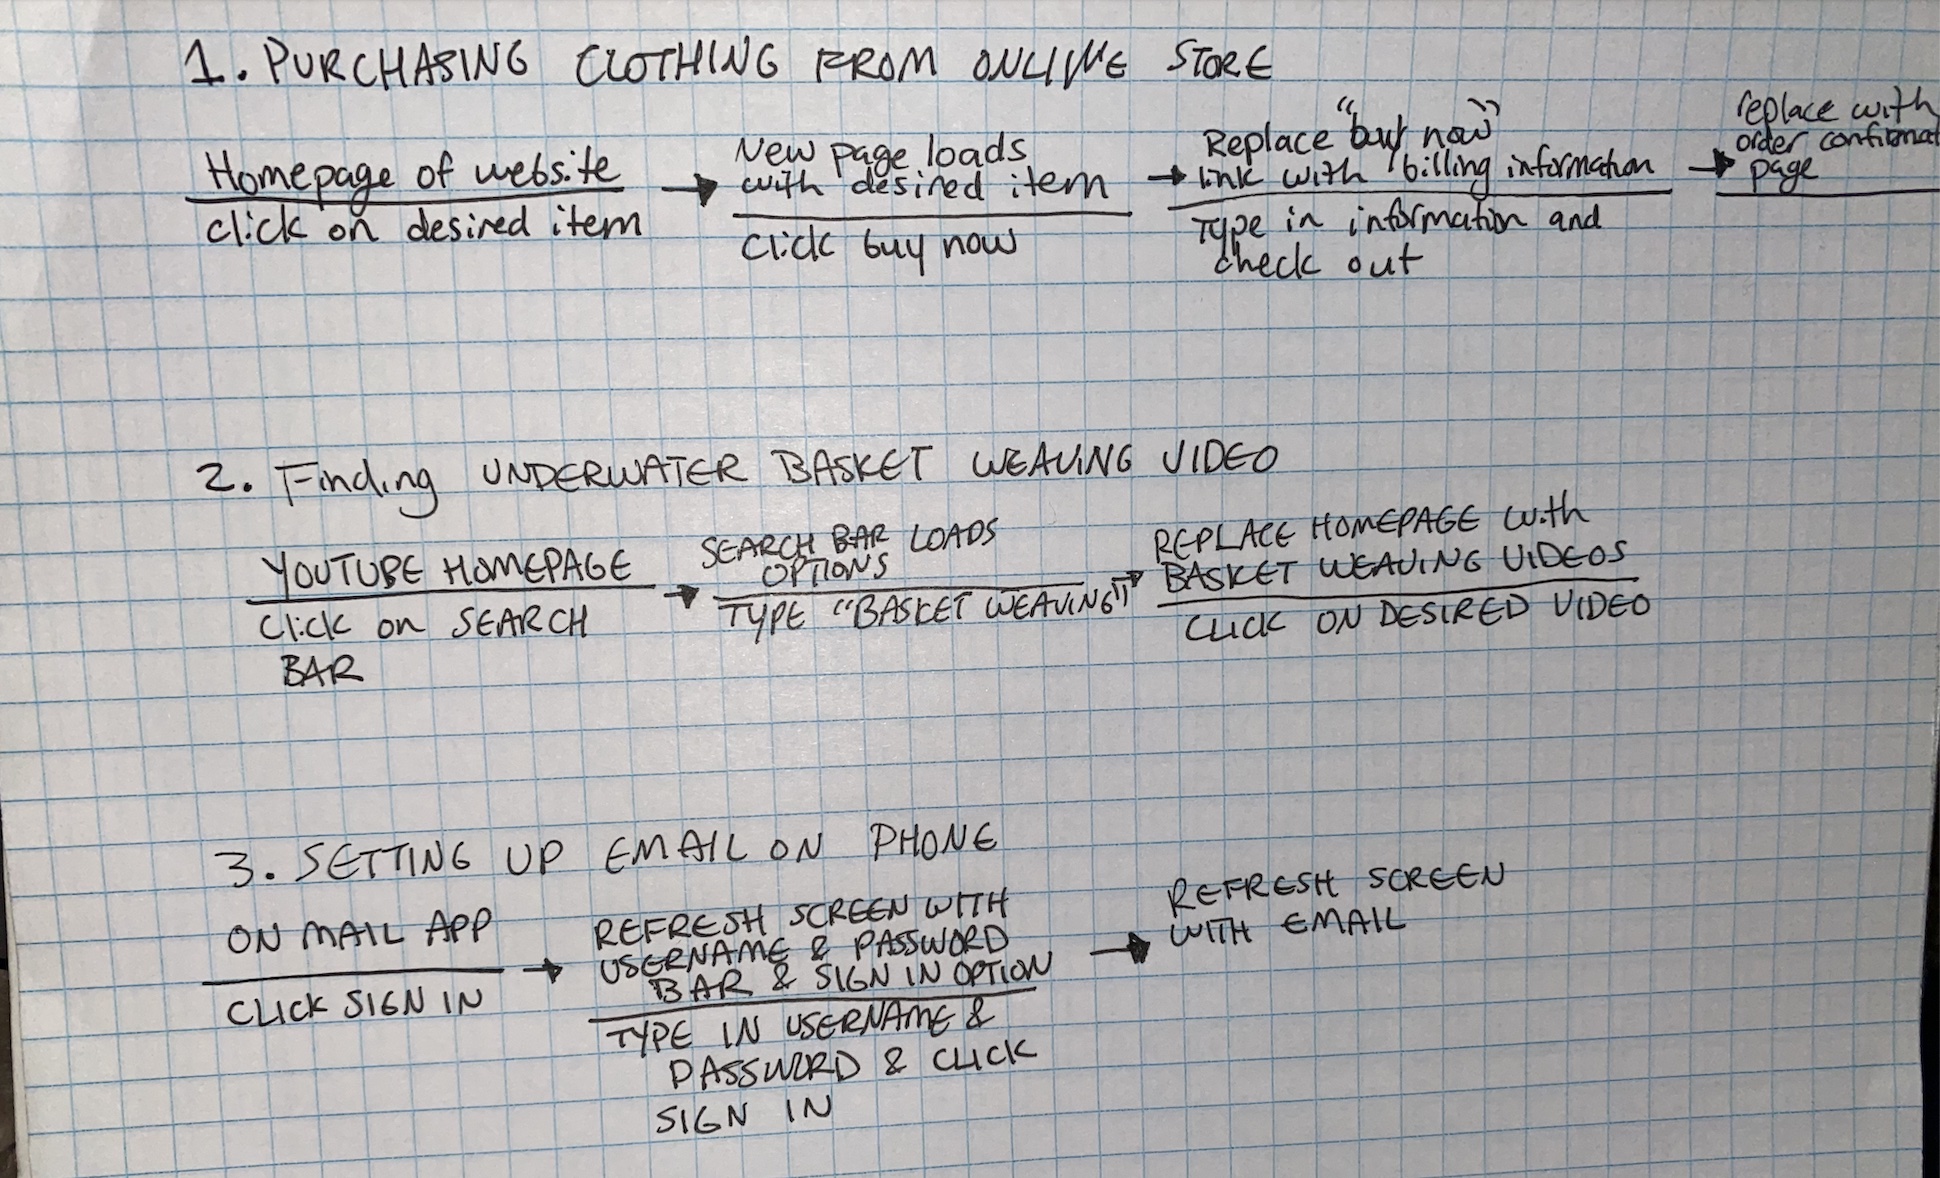 1. PURCHASING CLOTHING FROM ONLINE STORE
Homepage of website
click on desired item
New page loads
with desired item
Click buy now
Replace "buy now"
link with billing information
Type in information and
check out
replace with
order confirmat
page
2. Finding UNDERWATER BASKET WEAVING VIDEO
YOUTUBE HOMEPAGE
Click on SEARCH
BAR
SEARCH BAR LOADS
OPTIONS
TYPE "BASKET WEAVING"
REPLACE HOMEPAGE with
BASKET WEAVING VIDEOS
CLICK ON DESIRED VIDEO
3. SETTING UP EMAIL ON PHONE
ON MAIL APP
CLICK SIGN IN
REFRESH SCREEN WITH
USERNAME & PASSWORD
BAR & SIGN IN OPTION
TYPE IN USERNAME &
PASSWORD & CLICK
SIGN IN
REFRESH SCREEN
WITH EMAIL